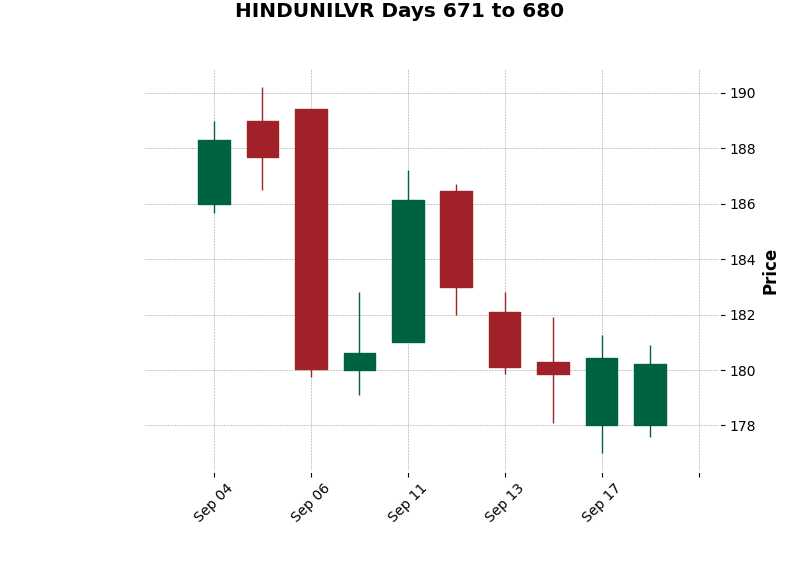 HINDUNILVR Days 671 to 680
190
188
186
184
182
180
178
Price
Sep 04
Sep 06
Sep 11
Sep 13
Sep 17